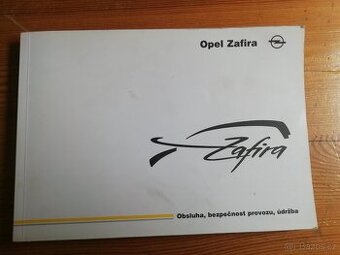 Opel Zafira
Zafira
Obsluha, bezpečnost provozu, údržba